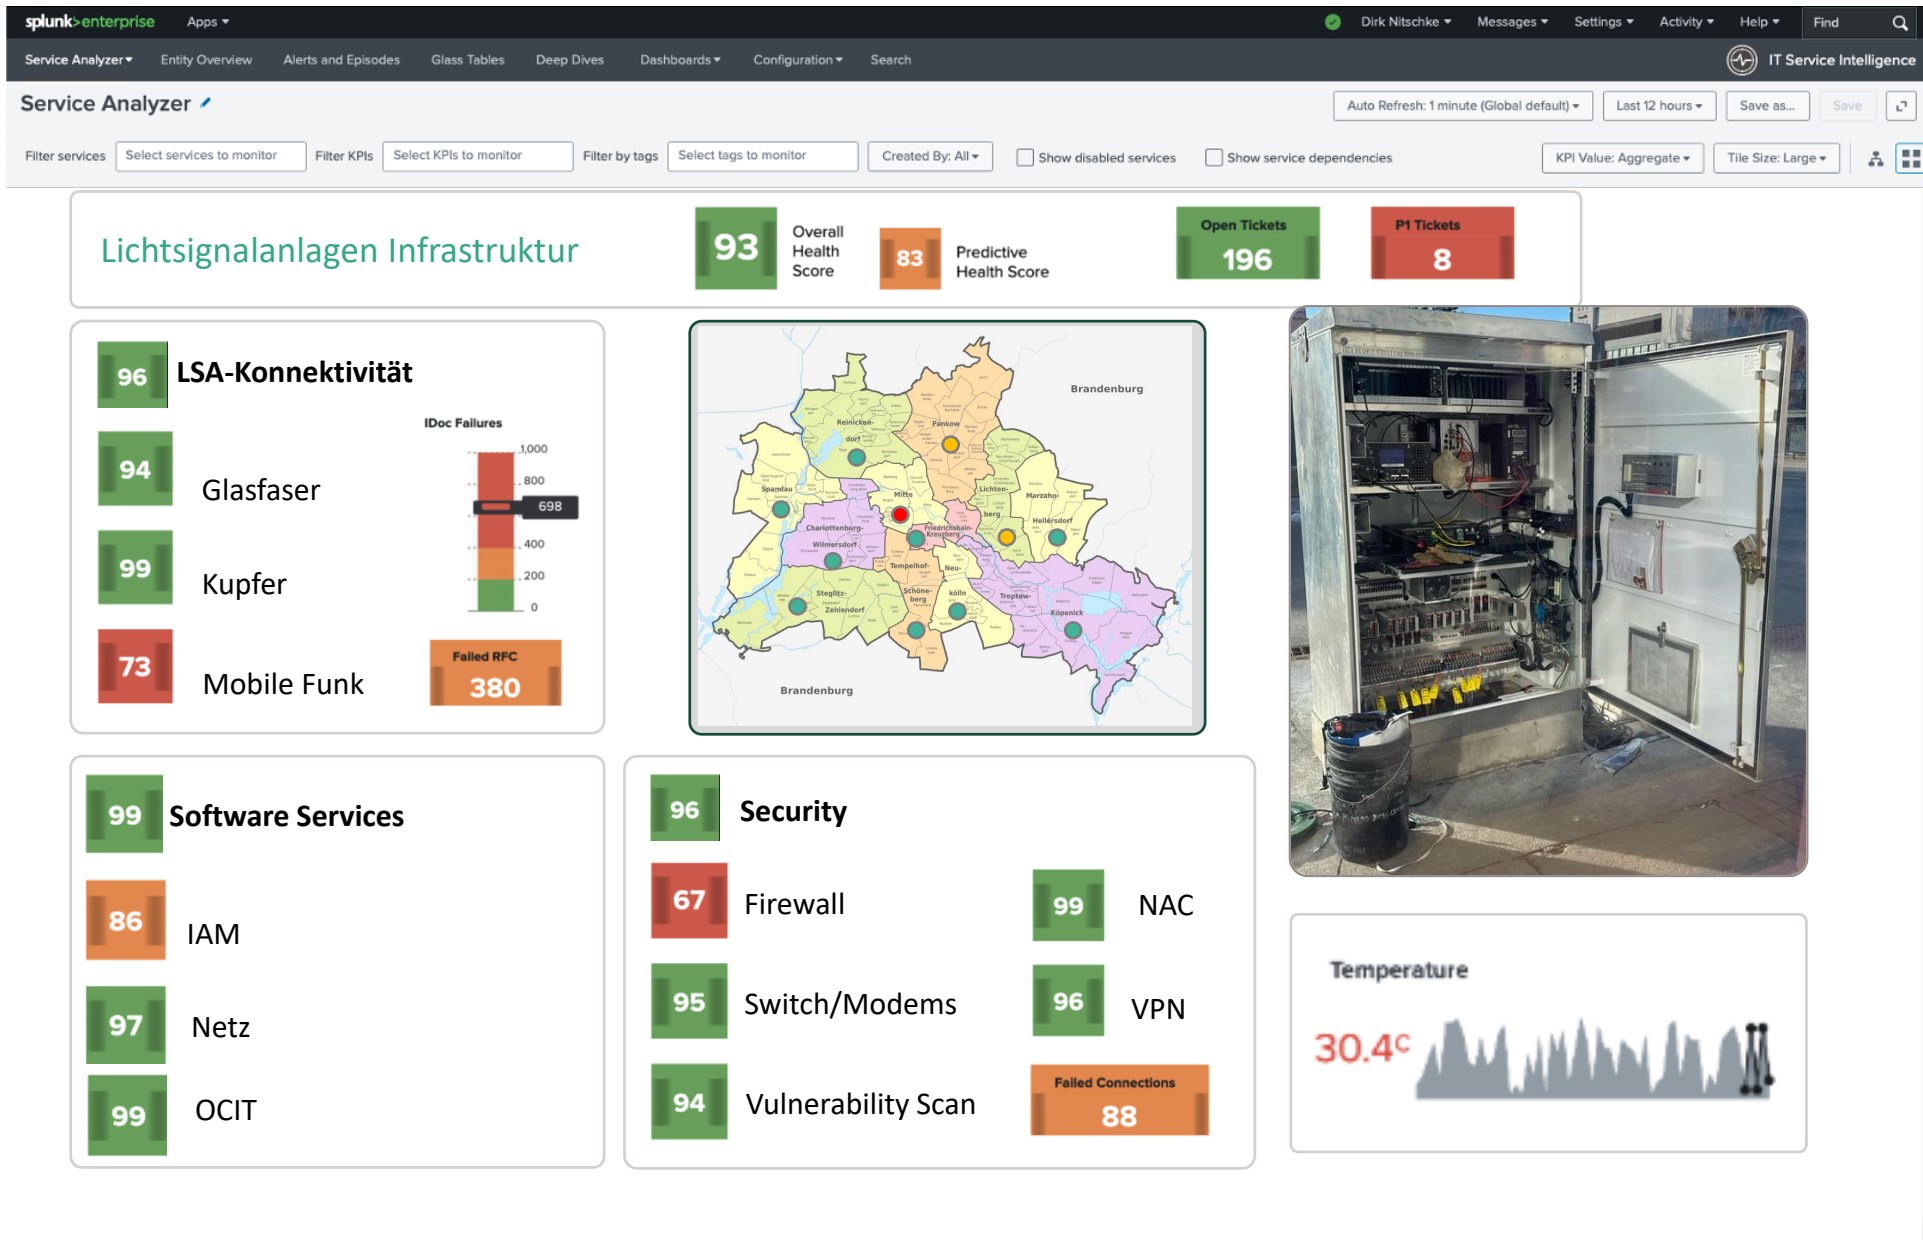 splunk>enterprise Apps Dirk Nitschke Messages Settings Activity Help Find
Service Analyzer Entity Overview Alerts and Episodes Glass Tables Deep Dives Dashboards Configuration Search IT Service Intelligence
Service Analyzer Auto Refresh: 1 minute (Global default) Last 12 hours Save as... Save
Filter services Select services to monitor Filter KPIs Select KPIs to monitor Filter by tags Select tags to monitor Created By: All Show disabled services Show service dependencies KPI Value: Aggregate Tile Size: Large
Lichtsignalanlagen Infrastruktur
93
Overall
Health
Score
83
Predictive
Health Score
Open Tickets
196
P1 Tickets
8
96 LSA-Konnektivität
94 Glasfaser
99 Kupfer
73 Mobile Funk
IDoc Failures
1,000
800
698
400
200
0
Failed RFC
380
Brandenburg
Reinicken-
dorf
Pankow
Spandau
Mitte
Lichten-
berg
Marzahn-
Hellersdorf
Charlottenburg-
Wilmersdorf
Friedrichshain-
Kreuzberg
Tempelhof-
Schöne-
berg
Neu-
kölln
Steglitz-
Zehlendorf
Treptow-
Köpenick
Brandenburg
99 Software Services
86 IAM
97 Netz
99 OCIT
96 Security
67 Firewall
95 Switch/Modems
94 Vulnerability Scan
99 NAC
96 VPN
Failed Connections
88
Temperature
30.4C